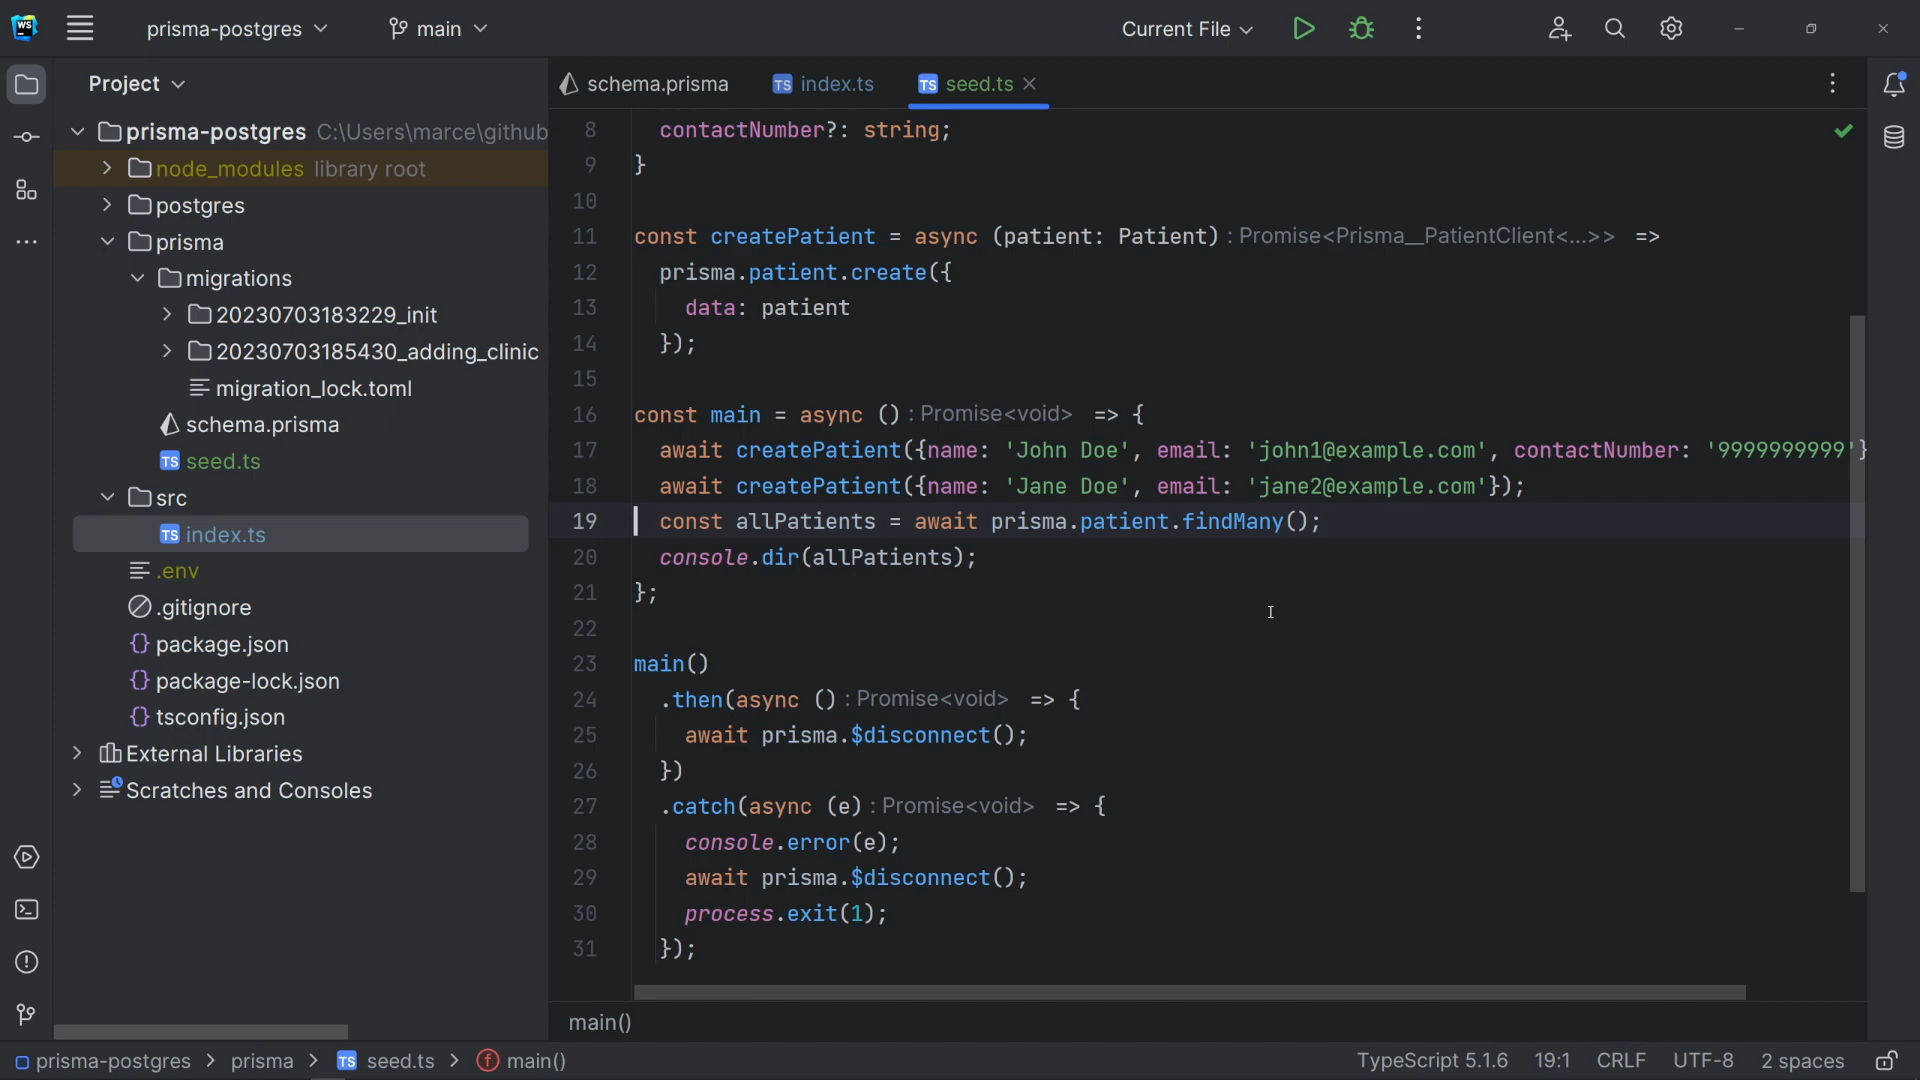 WS prisma-postgres main Current File
Project
prisma-postgres C:\Users\marce\github
node_modules library root
postgres
prisma
migrations
20230703183229_init
20230703185430_adding_clinic
migration_lock.toml
schema.prisma
TS seed.ts
src
TS index.ts
.env
.gitignore
{} package.json
{} package-lock.json
{} tsconfig.json
External Libraries
Scratches and Consoles
schema.prisma TS index.ts TS seed.ts
8 contactNumber?: string;
9 }
10
11 const createPatient = async (patient: Patient) : Promise<Prisma__PatientClient<...>> =>
12 prisma.patient.create({
13 data: patient
14 });
15
16 const main = async () : Promise<void> => {
17 await createPatient({name: 'John Doe', email: 'john1@example.com', contactNumber: '9999999999'}
18 await createPatient({name: 'Jane Doe', email: 'jane2@example.com'});
19 const allPatients = await prisma.patient.findMany();
20 console.dir(allPatients);
21 };
22
23 main()
24 .then(async () : Promise<void> => {
25 await prisma.$disconnect();
26 })
27 .catch(async (e) : Promise<void> => {
28 console.error(e);
29 await prisma.$disconnect();
30 process.exit(1);
31 });
main()
prisma-postgres > prisma > TS seed.ts > f main() TypeScript 5.1.6 19:1 CRLF UTF-8 2 spaces